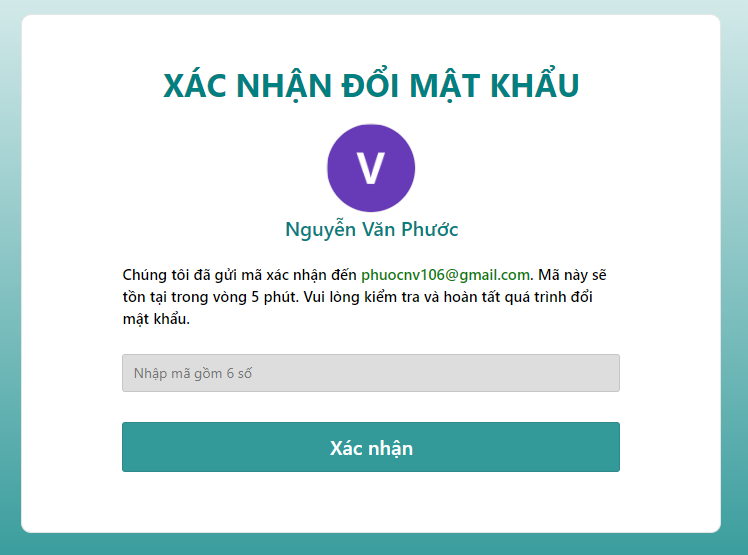 XÁC NHẬN ĐỔI MẬT KHẨU
V
Nguyễn Văn Phước
Chúng tôi đã gửi mã xác nhận đến phuocnv106@gmail.com. Mã này sẽ
tồn tại trong vòng 5 phút. Vui lòng kiểm tra và hoàn tất quá trình đổi
mật khẩu.
Nhập mã gồm 6 số
Xác nhận